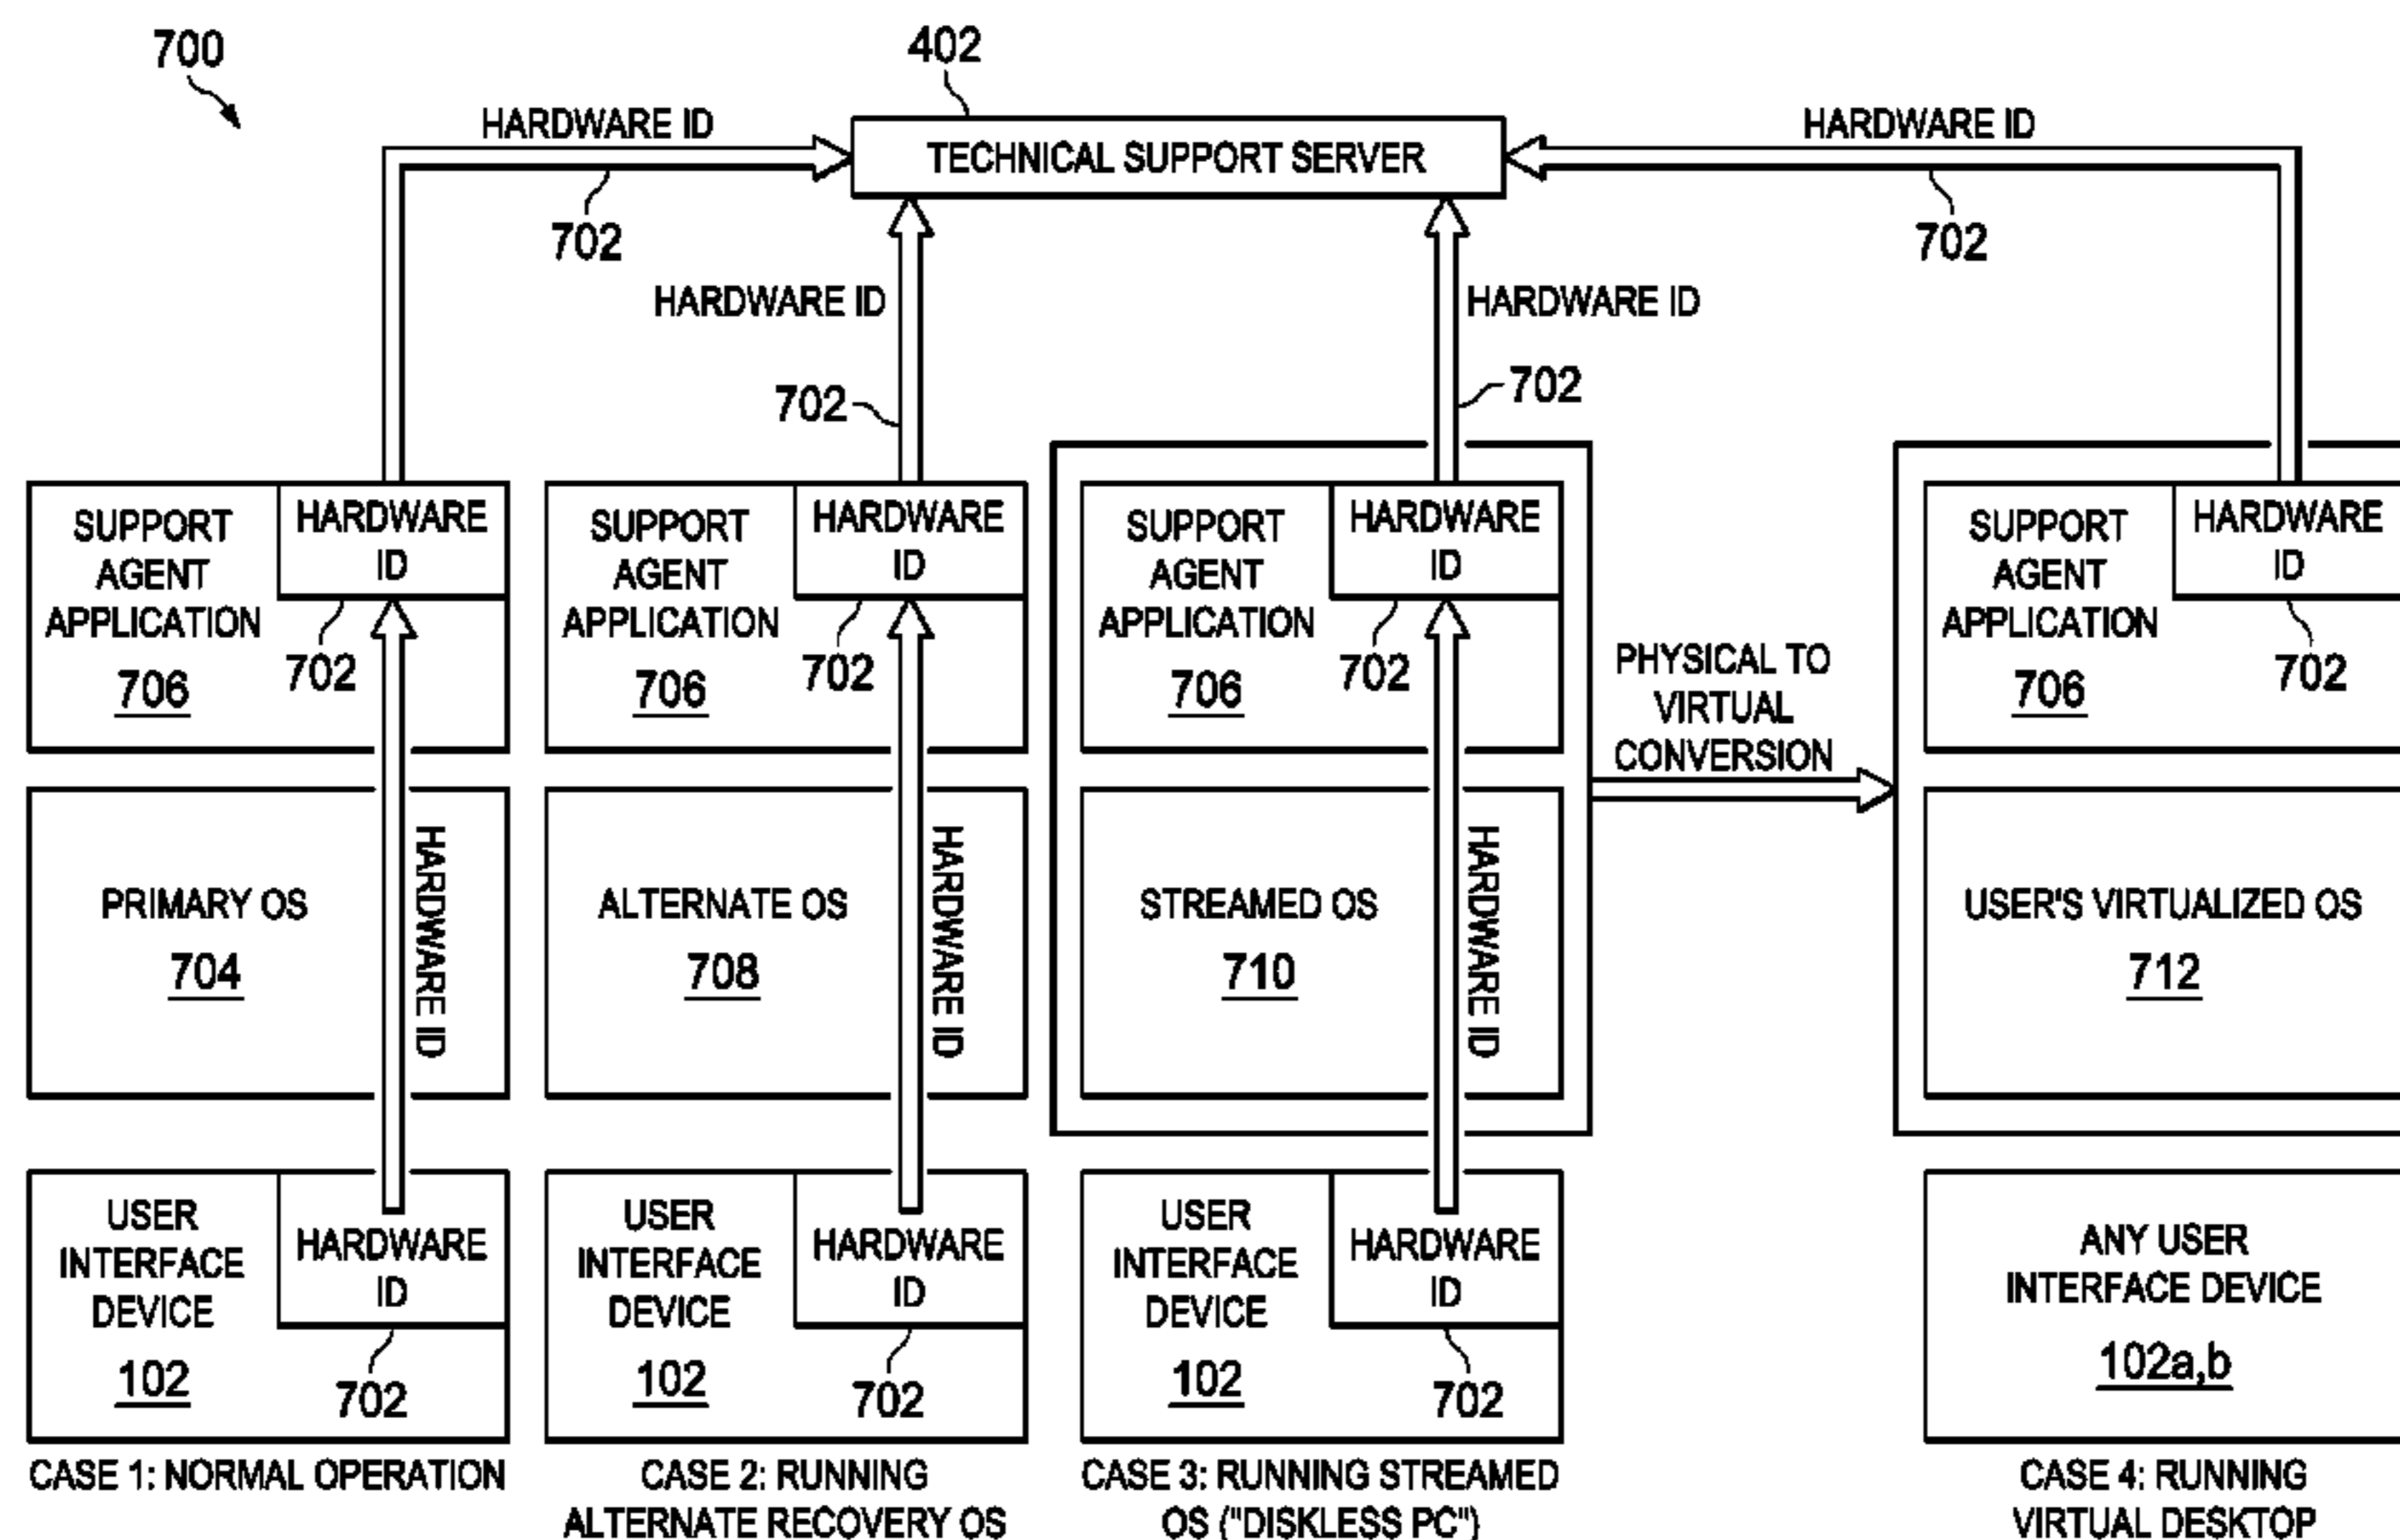 700
402
HARDWARE ID
TECHNICAL SUPPORT SERVER
HARDWARE ID
702
702
HARDWARE ID
HARDWARE ID
702
702
SUPPORT
AGENT
APPLICATION
706
HARDWARE
ID
702
SUPPORT
AGENT
APPLICATION
706
HARDWARE
ID
702
SUPPORT
AGENT
APPLICATION
706
HARDWARE
ID
702
PHYSICAL TO
VIRTUAL
CONVERSION
SUPPORT
AGENT
APPLICATION
706
HARDWARE
ID
702
PRIMARY OS
704
HARDWARE ID
ALTERNATE OS
708
HARDWARE ID
STREAMED OS
710
HARDWARE ID
USER'S VIRTUALIZED OS
712
USER
INTERFACE
DEVICE
102
HARDWARE
ID
702
USER
INTERFACE
DEVICE
102
HARDWARE
ID
702
USER
INTERFACE
DEVICE
102
HARDWARE
ID
702
ANY USER
INTERFACE DEVICE
102a,b
CASE 1: NORMAL OPERATION
CASE 2: RUNNING
ALTERNATE RECOVERY OS
CASE 3: RUNNING STREAMED
OS ("DISKLESS PC")
CASE 4: RUNNING
VIRTUAL DESKTOP